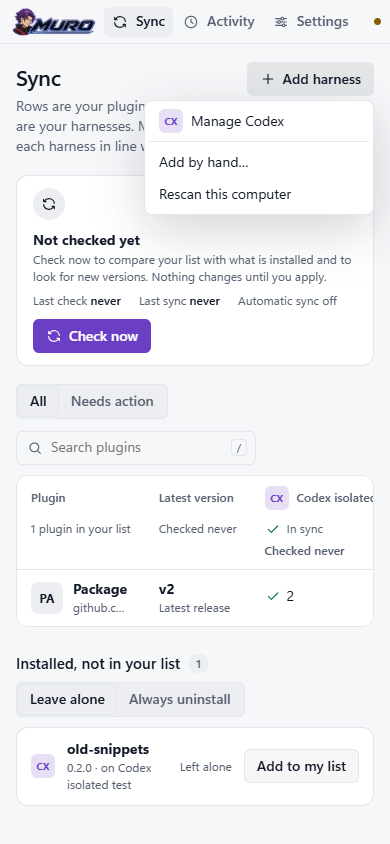 MURO
Sync
Activity
Settings
Sync
Add harness
Rows are your plugin
are your harnesses. M
each harness in line
CX Manage Codex
Add by hand...
Rescan this computer
Not checked yet
Check now to compare your list with what is installed and to
look for new versions. Nothing changes until you apply.
Last check never Last sync never Automatic sync off
Check now
All Needs action
Search plugins /
Plugin Latest version CX Codex isolated
1 plugin in your list Checked never In sync
Checked never
PA Package v2 2
github.c... Latest release
Installed, not in your list 1
Leave alone Always uninstall
old-snippets
CX 0.2.0 · on Codex Left alone Add to my list
isolated test